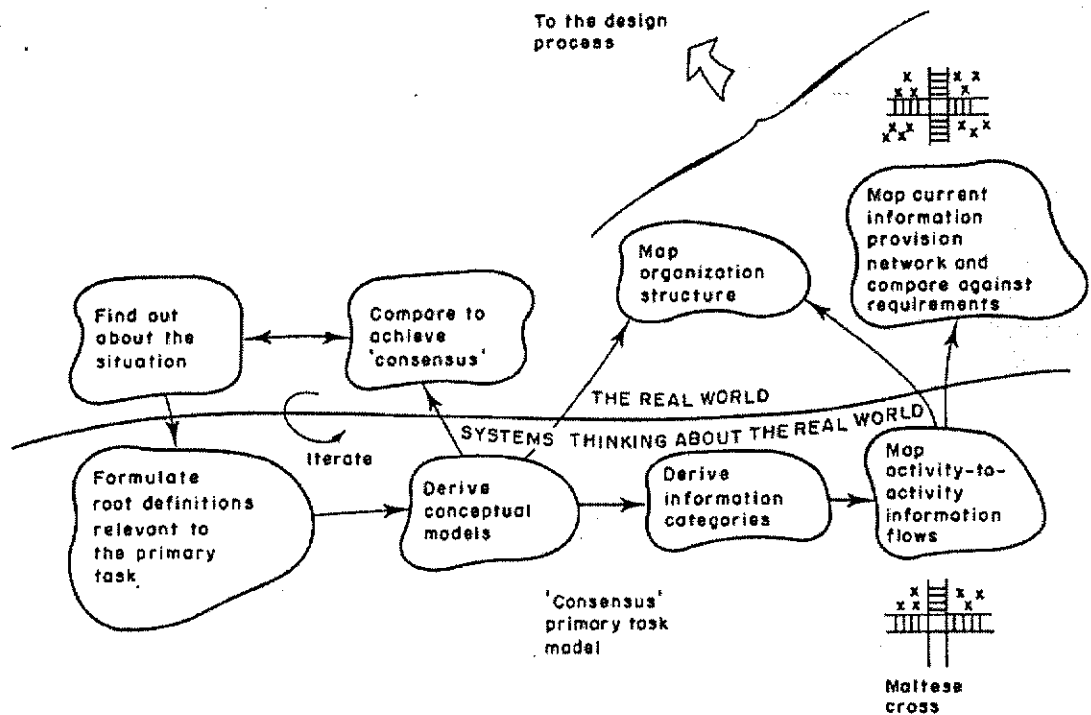 To the design
process
Map current
information
provision
network and
compare against
requirements
Map
organization
structure
Find out
about the
situation
Compare to
achieve
'consensus'
THE REAL WORLD
SYSTEMS THINKING ABOUT THE REAL WORLD
Iterate
Formulate
root definitions
relevant to
the primary
task
Derive
conceptual
models
Derive
information
categories
Map
activity-to-
activity
information
flows
'Consensus'
primary task
model
Maltese
cross